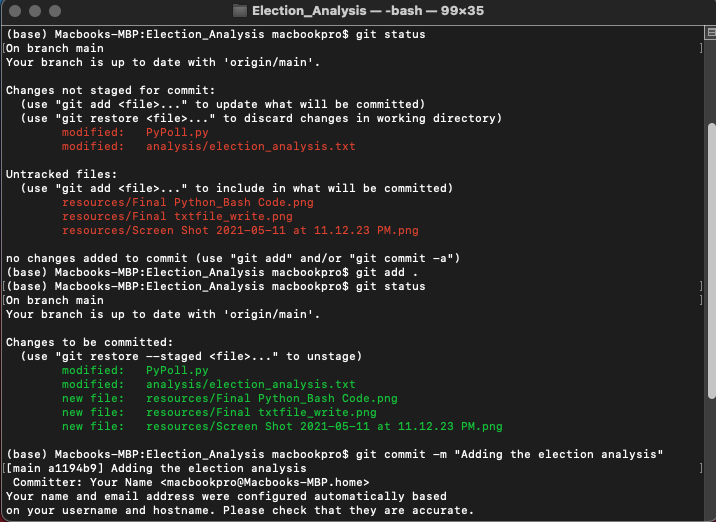 Election_Analysis — -bash — 99×35
(base) Macbooks-MBP:Election_Analysis macbookpro$ git status
[On branch main ]
Your branch is up to date with 'origin/main'.
Changes not staged for commit:
(use "git add <file>..." to update what will be committed)
(use "git restore <file>..." to discard changes in working directory)
modified: PyPoll.py
modified: analysis/election_analysis.txt
Untracked files:
(use "git add <file>..." to include in what will be committed)
resources/Final Python_Bash Code.png
resources/Final txtfile_write.png
resources/Screen Shot 2021-05-11 at 11.12.23 PM.png
no changes added to commit (use "git add" and/or "git commit -a")
(base) Macbooks-MBP:Election_Analysis macbookpro$ git add .
[(base) Macbooks-MBP:Election_Analysis macbookpro$ git status ]
[On branch main ]
Your branch is up to date with 'origin/main'.
Changes to be committed:
(use "git restore --staged <file>..." to unstage)
modified: PyPoll.py
modified: analysis/election_analysis.txt
new file: resources/Final Python_Bash Code.png
new file: resources/Final txtfile_write.png
new file: resources/Screen Shot 2021-05-11 at 11.12.23 PM.png
(base) Macbooks-MBP:Election_Analysis macbookpro$ git commit -m "Adding the election analysis"
[[main a1194b9] Adding the election analysis ]
Committer: Your Name <macbookpro@Macbooks-MBP.home>
Your name and email address were configured automatically based
on your username and hostname. Please check that they are accurate.